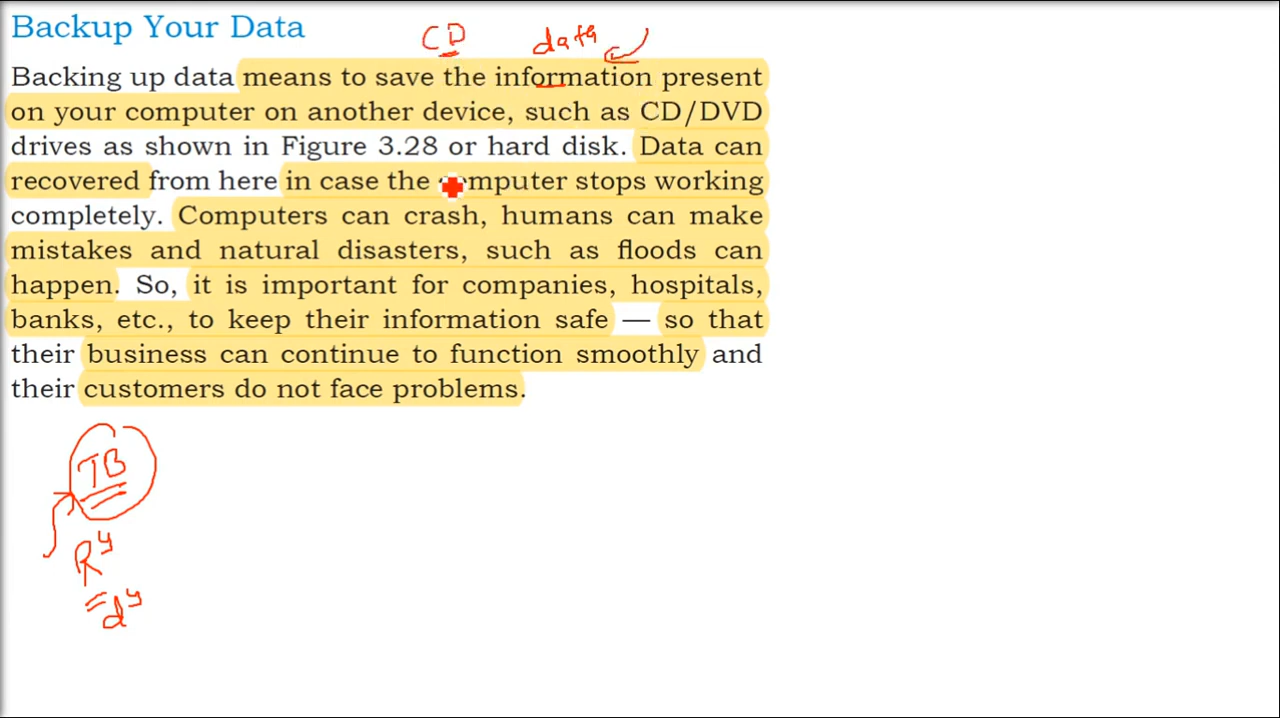 Backup Your Data
CD data
Backing up data means to save the information present
on your computer on another device, such as CD/DVD
drives as shown in Figure 3.28 or hard disk. Data can
recovered from here in case the computer stops working
completely. Computers can crash, humans can make
mistakes and natural disasters, such as floods can
happen. So, it is important for companies, hospitals,
banks, etc., to keep their information safe — so that
their business can continue to function smoothly and
their customers do not face problems.
TB
Ry
dy